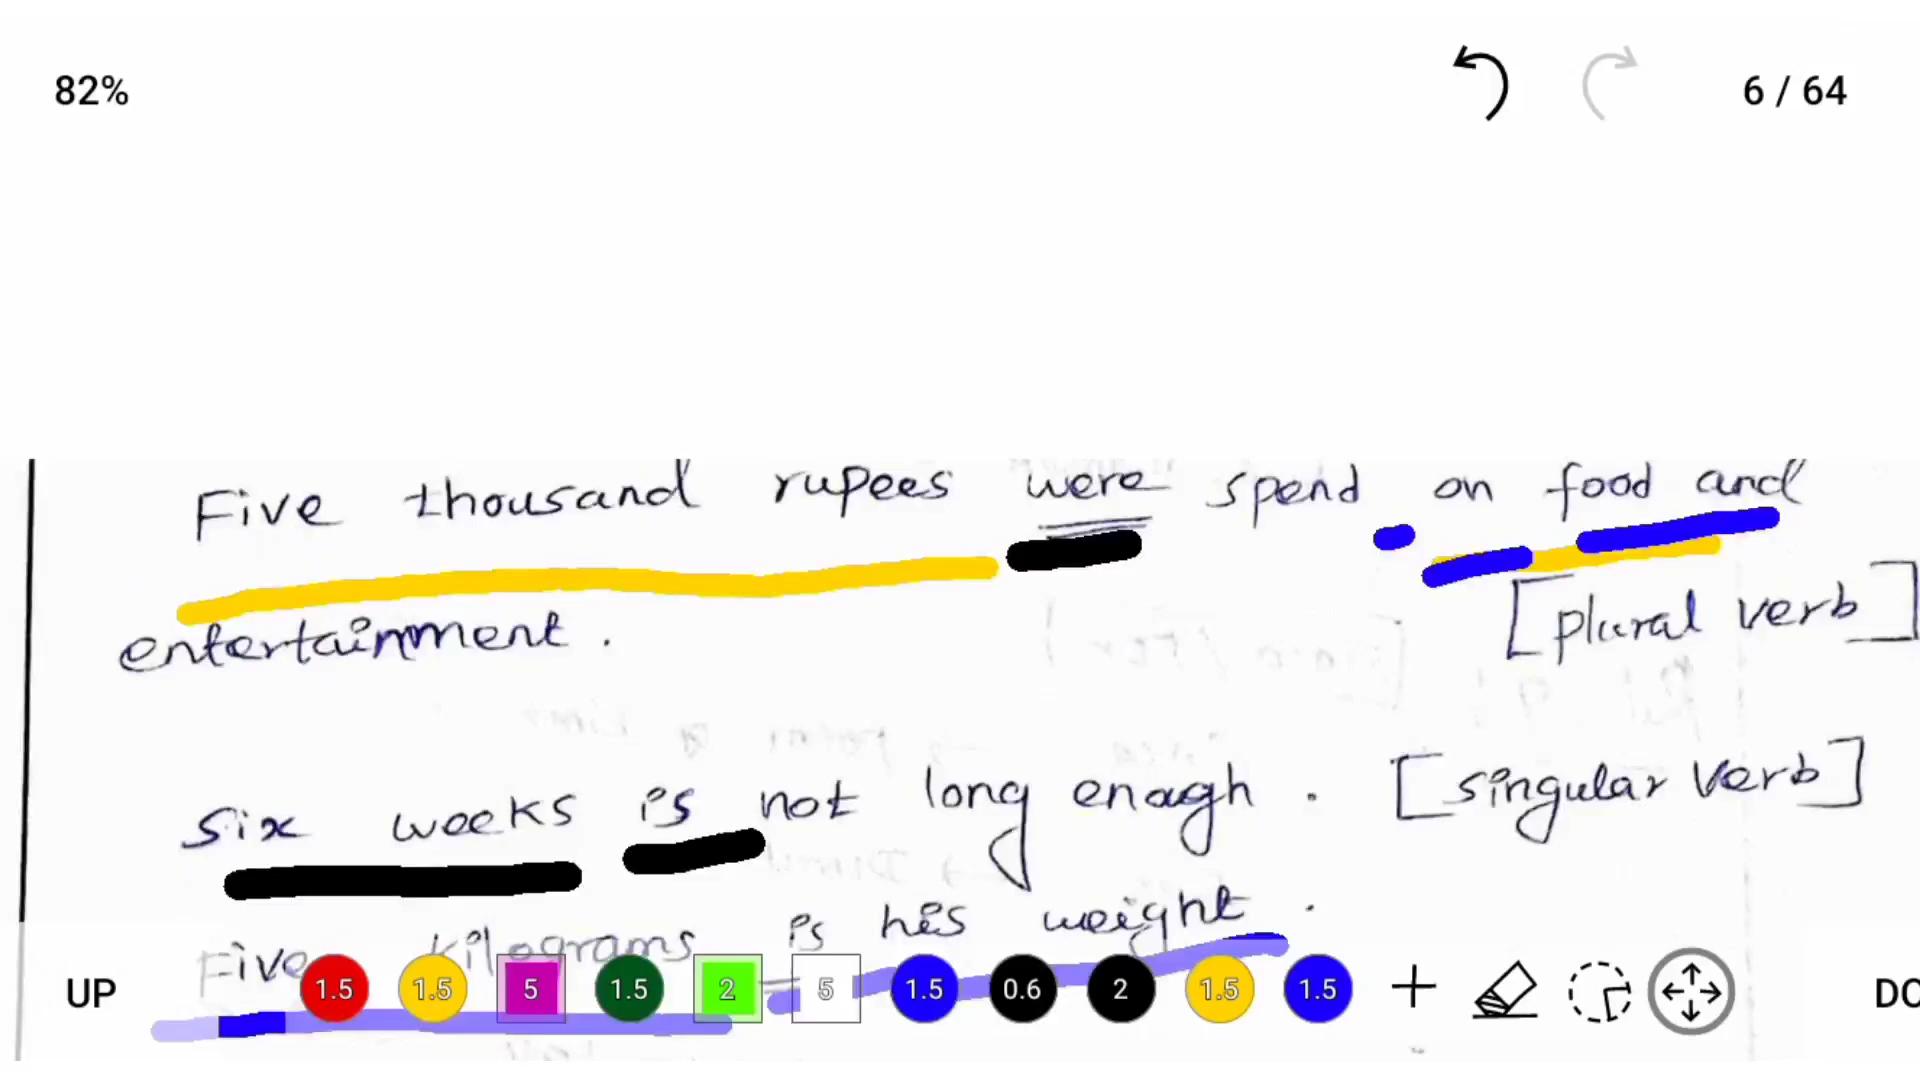 82%
6 / 64
Five thousand rupees were spend on food and
entertainment .
[plural verb]
Six weeks is not long enough . [singular verb]
Five kilograms is his weight .
UP 1.5 1.5 5 1.5 2 5 1.5 0.6 2 1.5 1.5 + DO